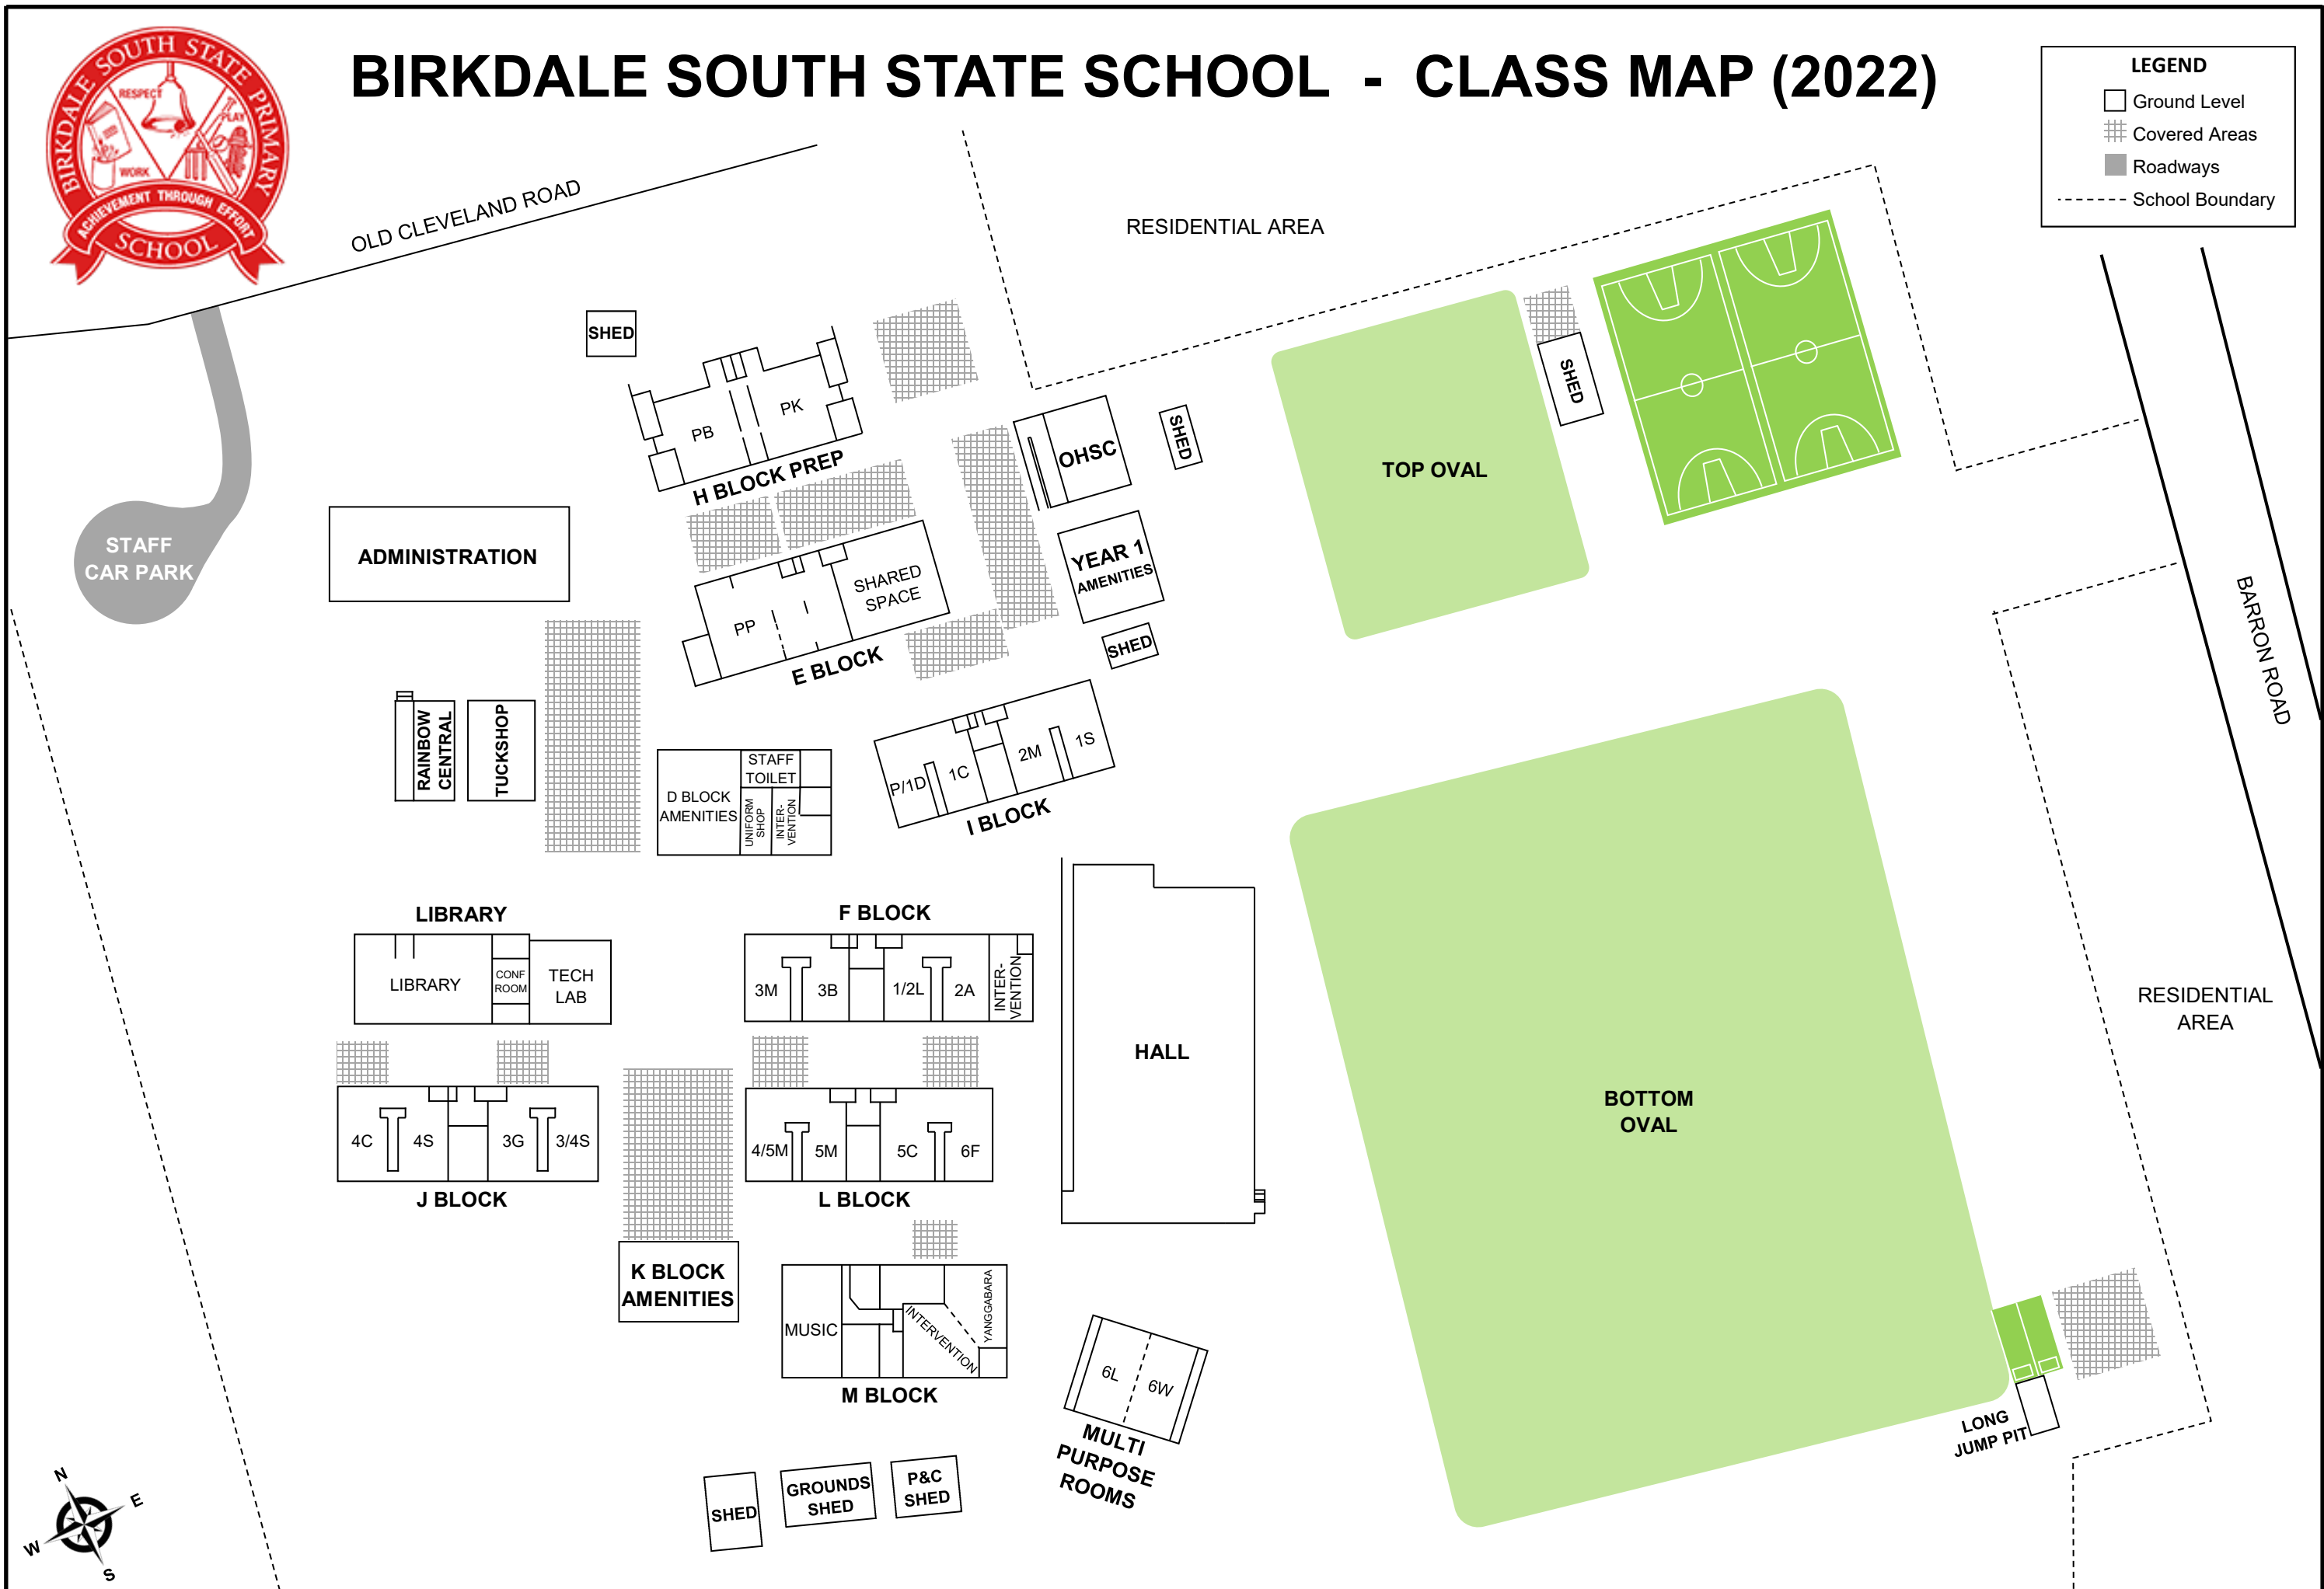 BIRKDALE SOUTH STATE SCHOOL - CLASS MAP (2022)
BIRKDALE SOUTH STATE PRIMARY
RESPECT
PLAY
WORK
ACHIEVEMENT THROUGH EFFORT
SCHOOL
LEGEND
Ground Level
Covered Areas
Roadways
School Boundary
OLD CLEVELAND ROAD
RESIDENTIAL AREA
SHED
PB
PK
H BLOCK PREP
OHSC
SHED
SHED
TOP OVAL
STAFF
CAR PARK
ADMINISTRATION
YEAR 1
AMENITIES
SHARED
SPACE
PP
E BLOCK
SHED
BARRON ROAD
RAINBOW
CENTRAL
TUCKSHOP
STAFF
TOILET
D BLOCK
AMENITIES
UNIFORM
SHOP
INTER-
VENTION
P/1D
1C
2M
1S
I BLOCK
LIBRARY
LIBRARY
CONF
ROOM
TECH
LAB
F BLOCK
3M
3B
1/2L
2A
INTER-
VENTION
HALL
RESIDENTIAL
AREA
BOTTOM
OVAL
4C
4S
3G
3/4S
J BLOCK
4/5M
5M
5C
6F
L BLOCK
K BLOCK
AMENITIES
MUSIC
INTERVENTION
YANGGABARA
M BLOCK
6L
6W
MULTI
PURPOSE
ROOMS
LONG
JUMP PIT
SHED
GROUNDS
SHED
P&C
SHED
N
E
W
S